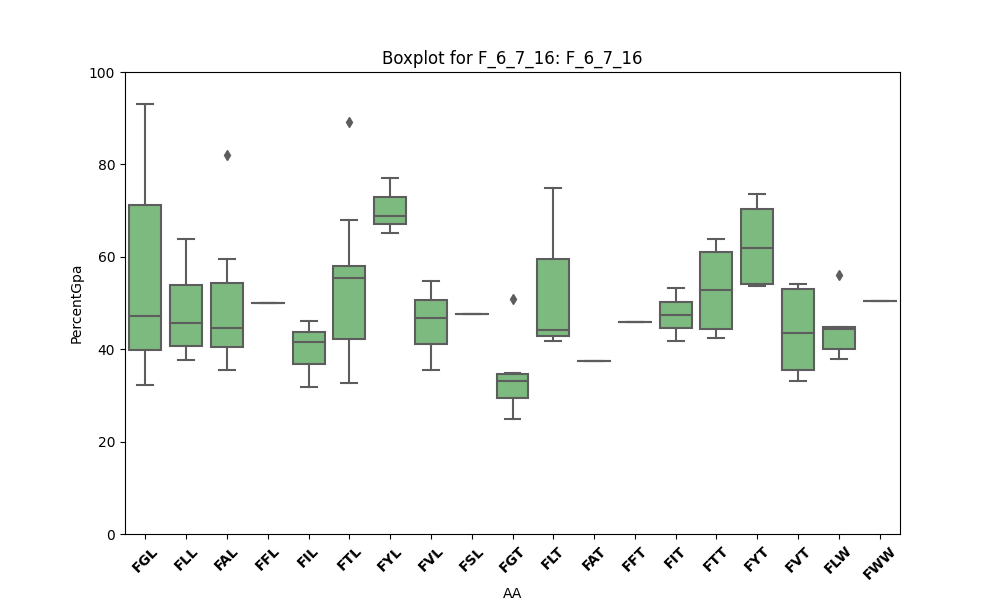 Boxplot for F_6_7_16: F_6_7_16
100
80
60
40
20
0
PercentGpa
FGL FLL FAL FFL FIL FTL FYL FVL FSL FGT FLT FAT FFT FIT FTT FYT FVT FLW FWW
AA